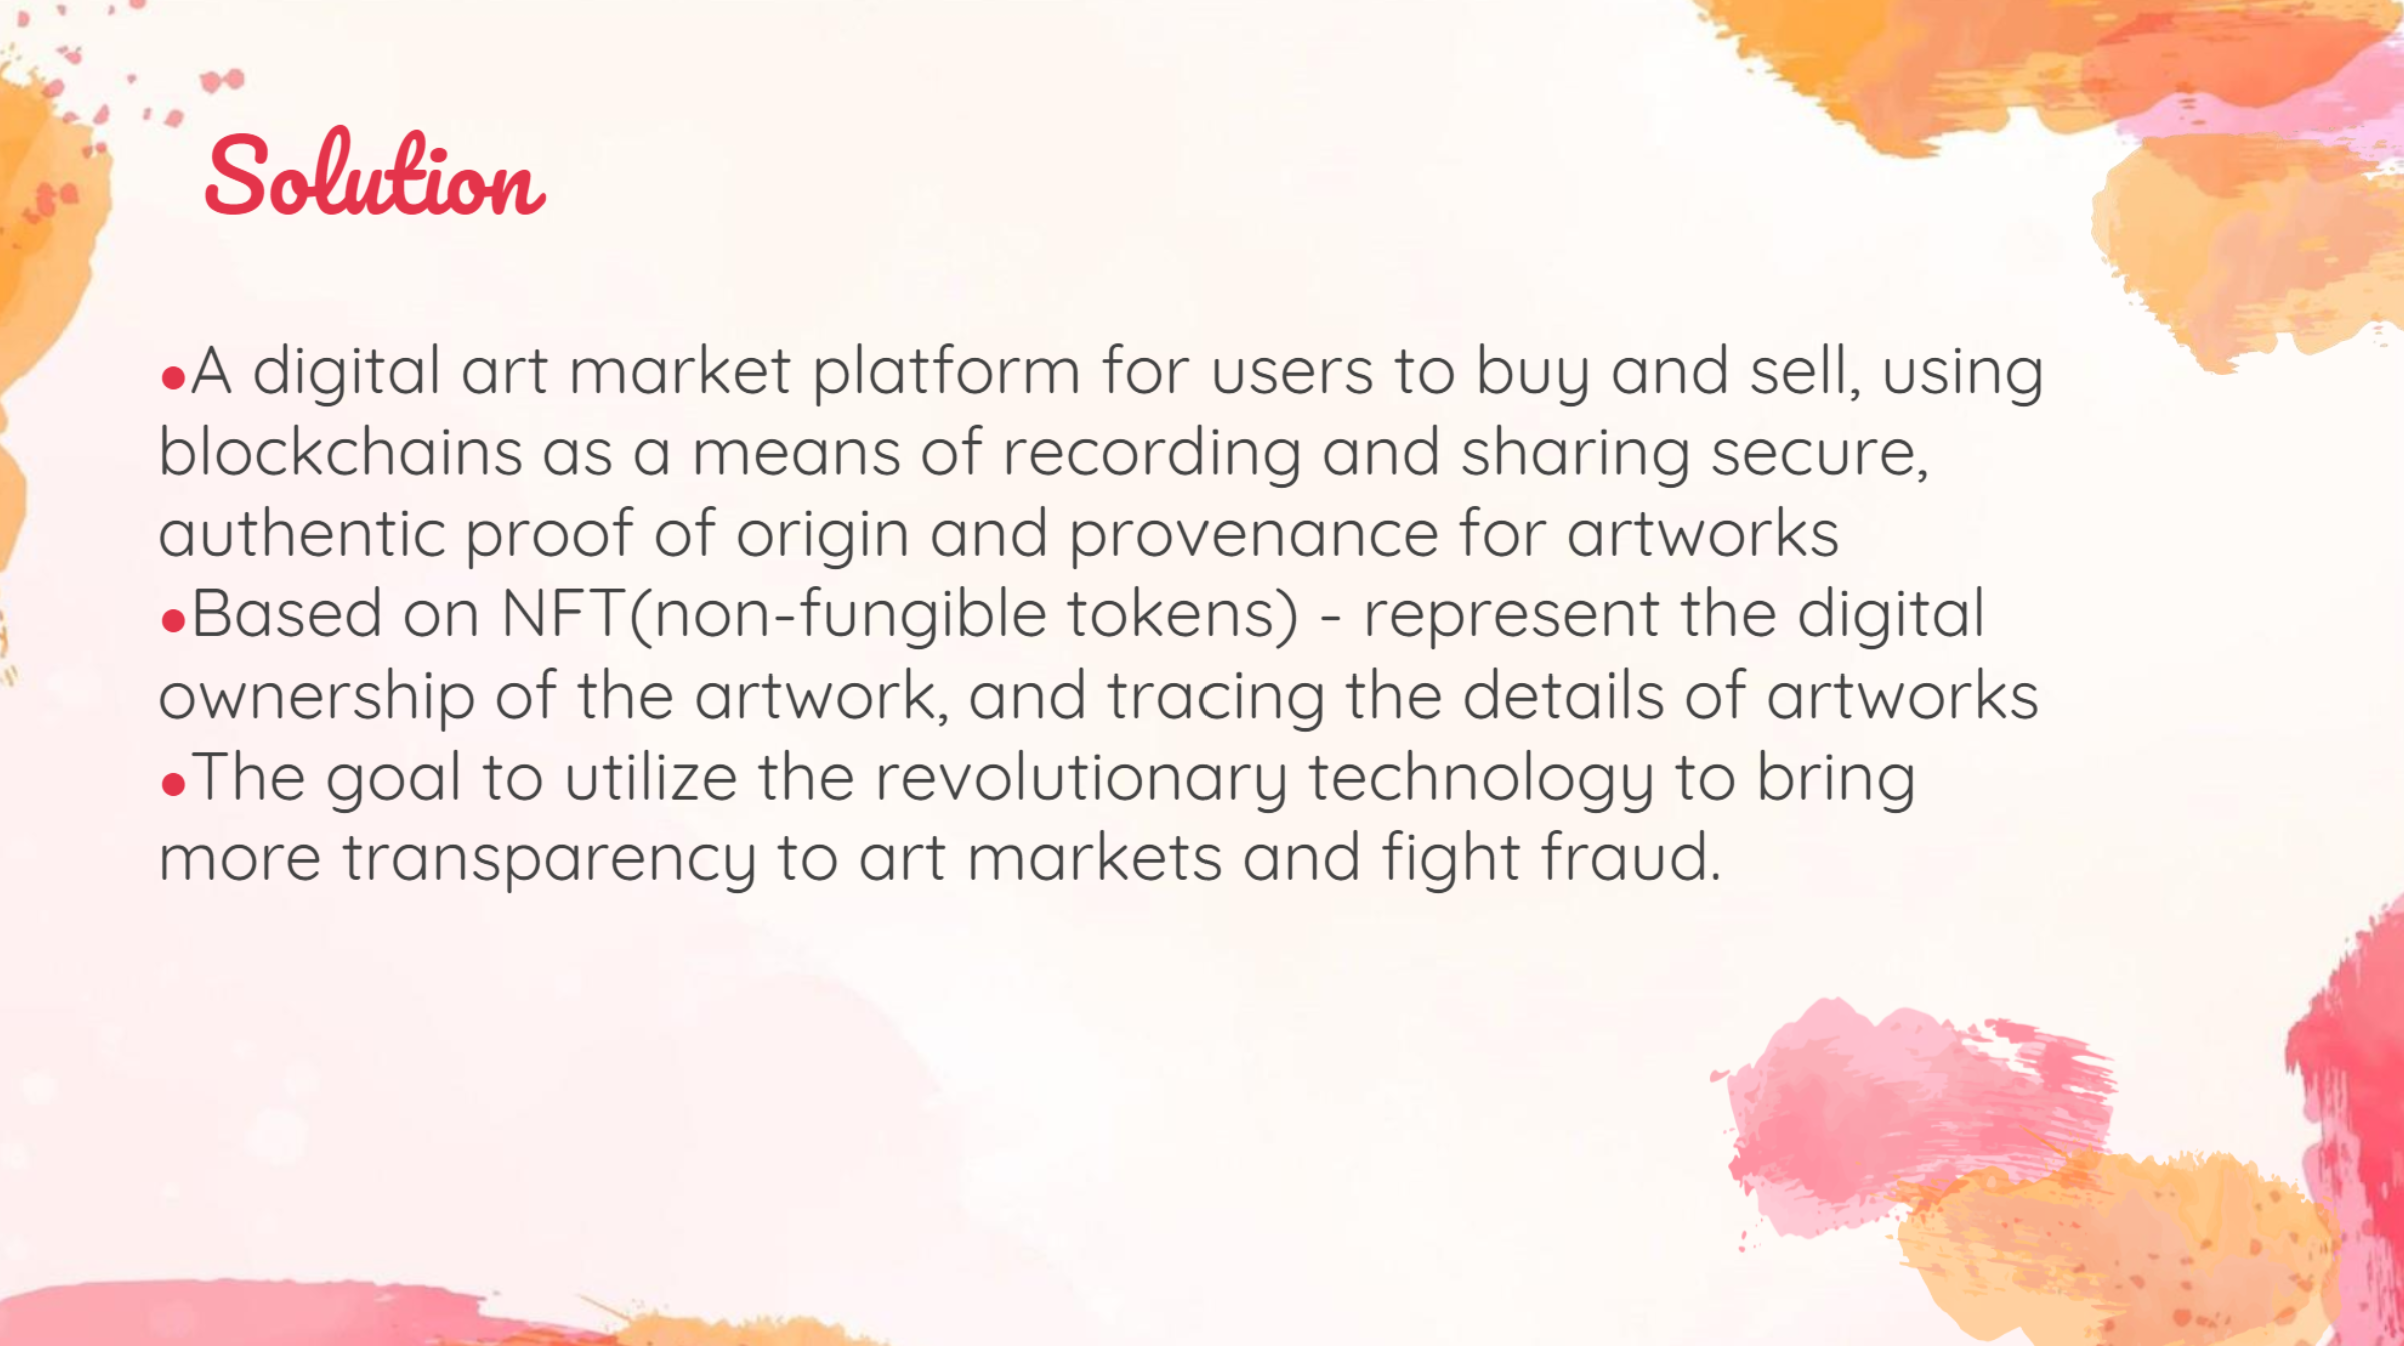 Solution
•A digital art market platform for users to buy and sell, using
blockchains as a means of recording and sharing secure,
authentic proof of origin and provenance for artworks
•Based on NFT(non-fungible tokens) - represent the digital
ownership of the artwork, and tracing the details of artworks
•The goal to utilize the revolutionary technology to bring
more transparency to art markets and fight fraud.